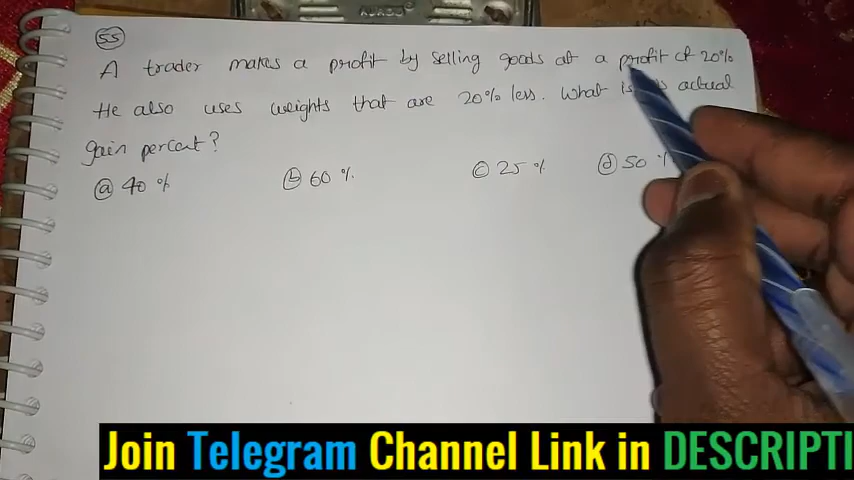 55
A trader makes a profit by selling goods at a profit of 20%
He also uses weights that are 20% less. What is actual
gain percent?
(a) 40 % (b) 60 % (c) 25 % (d) 50 %
Join Telegram Channel Link in DESCRIPTI